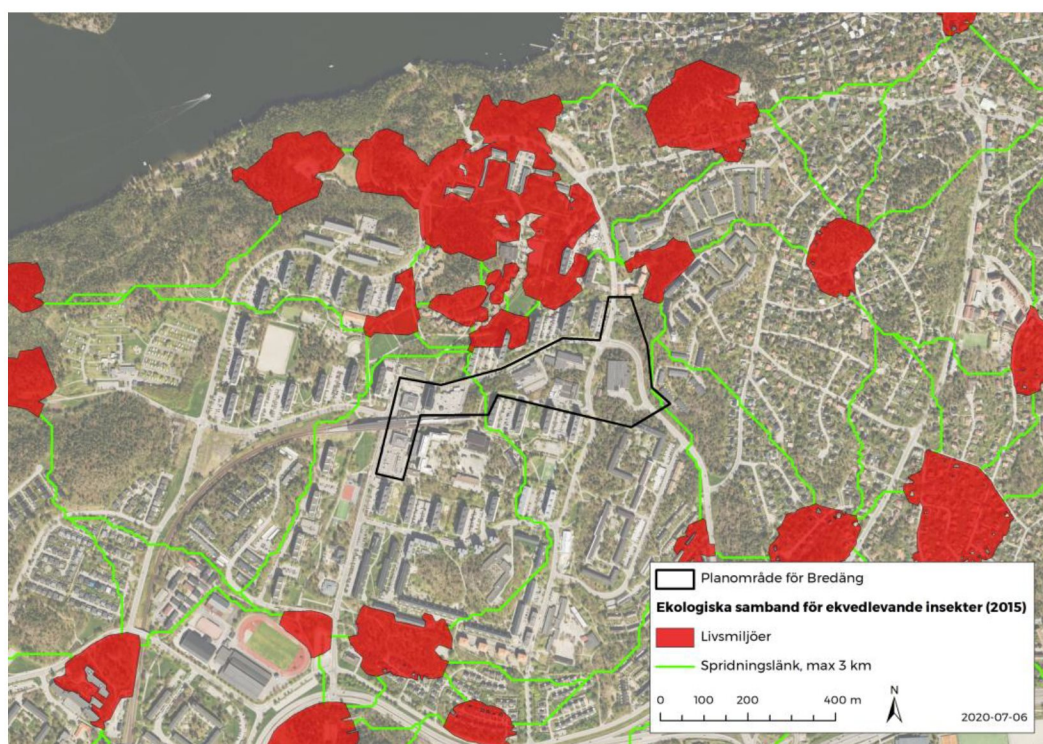 Planområde för Bredäng
Ekologiska samband för ekvedlevande insekter (2015)
Livsmiljöer
Spridningslänk, max 3 km
0 100 200 400 m
N
2020-07-06